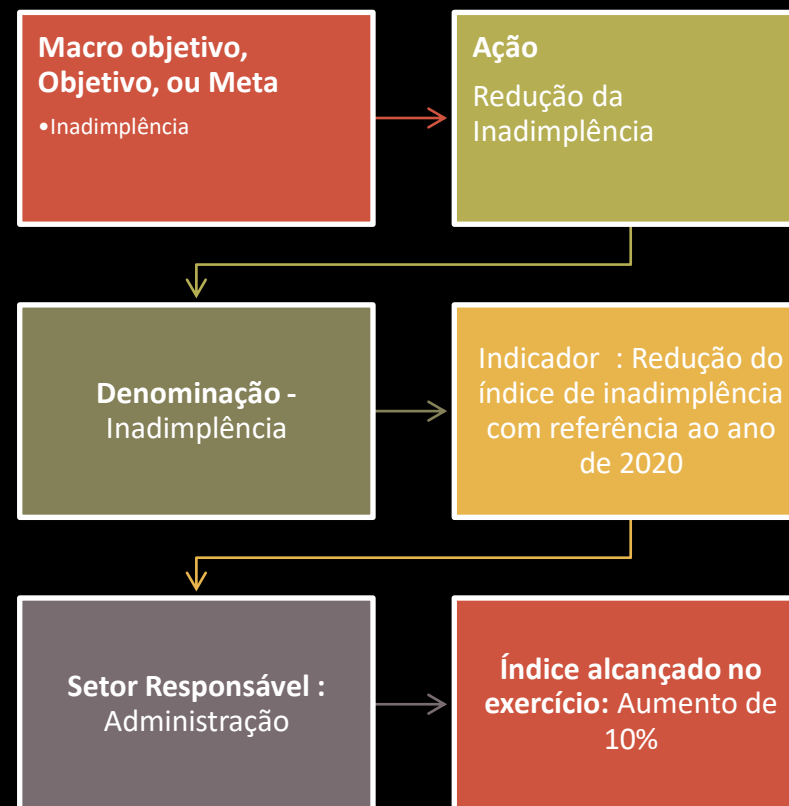 Macro objetivo,
Objetivo, ou Meta
•Inadimplência
Ação
Redução da
Inadimplência
Denominação -
Inadimplência
Indicador : Redução do
índice de inadimplência
com referência ao ano
de 2020
Setor Responsável :
Administração
Índice alcançado no
exercício: Aumento de
10%